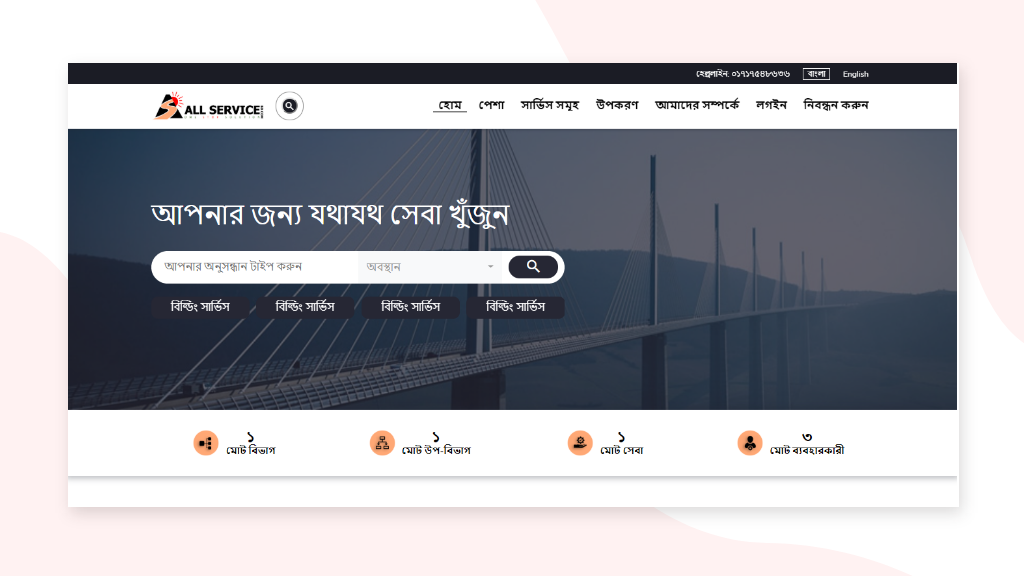 হেল্পলাইন: ০১৭১৭৫৪৮৬৩৬ বাংলা English
ALL SERVICE
হোম পেশা সার্ভিস সমূহ উপকরণ আমাদের সম্পর্কে লগইন নিবন্ধন করুন
আপনার জন্য যথাযথ সেবা খুঁজুন
আপনার অনুসন্ধান টাইপ করুন অবস্থান
বিল্ডিং সার্ভিস বিল্ডিং সার্ভিস বিল্ডিং সার্ভিস বিল্ডিং সার্ভিস
১ ১ ১ ৩
মোট বিভাগ মোট উপ-বিভাগ মোট সেবা মোট ব্যবহারকারী